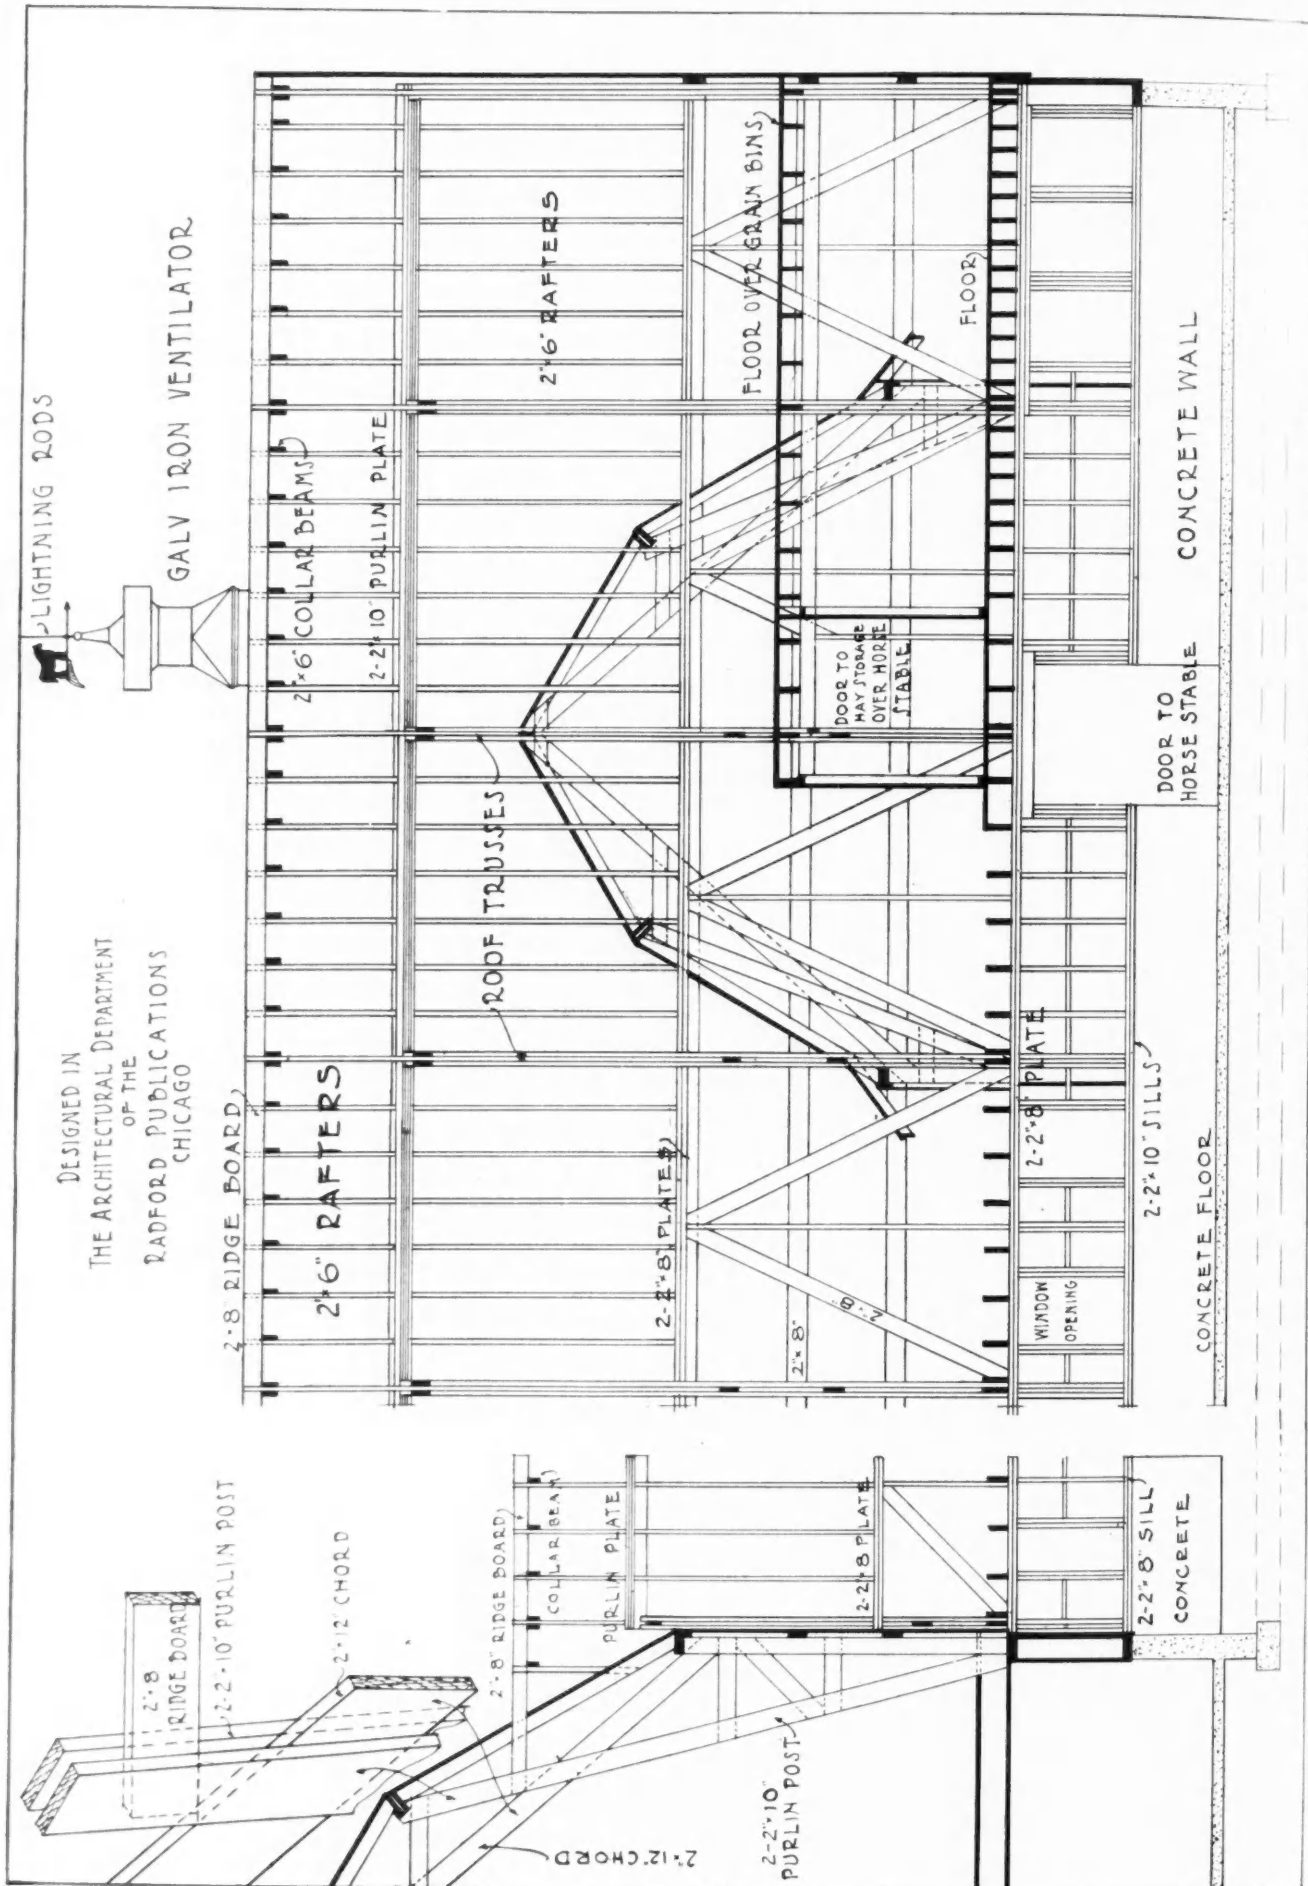 LIGHTNING RODS
GALV IRON VENTILATOR
DESIGNED IN
THE ARCHITECTURAL DEPARTMENT
OF THE
RADFORD PUBLICATIONS
CHICAGO
2"×6" COLLAR BEAMS
2-2"×10" PURLIN PLATE
2"×6" RAFTERS
ROOF TRUSSES
2"×8" RIDGE BOARD
2"×6" RAFTERS
2-2"×8" PLATES
2"×8"
2"×8"
FLOOR OVER GRAIN BINS
FLOOR
DOOR TO
HAY STORAGE
OVER HORSE
STABLE
2-2"×8" PLATE
2-2"×10" SILLS
WINDOW
OPENING
CONCRETE FLOOR
DOOR TO
HORSE STABLE
CONCRETE WALL
2"×8
RIDGE BOARD
2-2"×10" PURLIN POST
2"×12" CHORD
2"×8" RIDGE BOARD
COLLAR BEAM
PURLIN PLATE
2-2"×8 PLATE
2-2"×8" SILL
CONCRETE
2"×12" CHORD
2-2"×10"
PURLIN POST